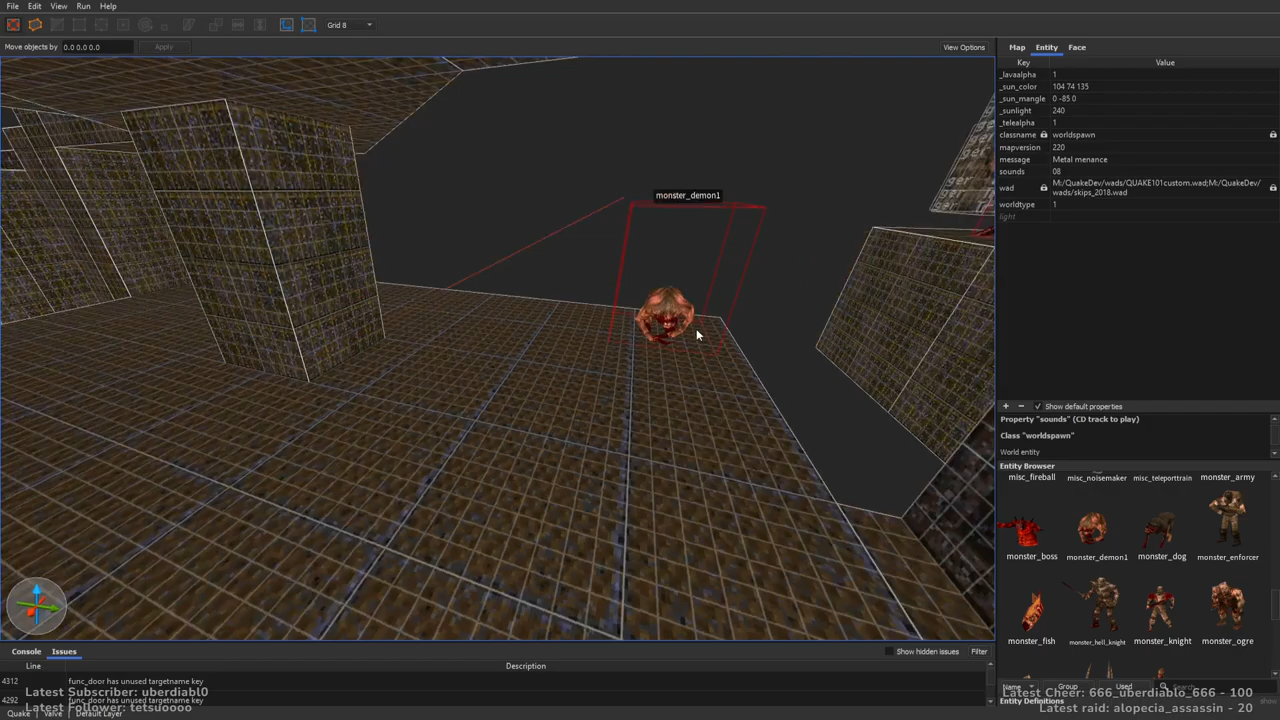 File Edit View Run Help
Grid 8
Move objects by 0.0 0.0 0.0 Apply View Options
Map Entity Face
Key Value
_lavaalpha 1
_sun_color 104 74 135
_sun_mangle 0 -85 0
_sunlight 240
_telealpha 1
classname worldspawn
mapversion 220
message Metal menance
sounds 08
wad M:/QuakeDev/wads/QUAKE101custom.wad;M:/QuakeDev/
wads/skips_2018.wad
worldtype 1
light
monster_demon1
+ − Show default properties
Property "sounds" (CD track to play)
Class "worldspawn"
World entity
Entity Browser
misc_fireball misc_noisemaker misc_teleporttrain monster_army
monster_boss monster_demon1 monster_dog monster_enforcer
monster_fish monster_hell_knight monster_knight monster_ogre
Name Group Used Search
Entity Definitions
Console Issues Show hidden issues Filter
Line Description
4312 func_door has unused targetname key
4292 func_door has unused targetname key
Latest Subscriber: uberdiabl0
Latest Follower: tetsuoooo
Latest Cheer: 666_uberdiablo_666 - 100
Latest raid: alopecia_assassin - 20
Quake Valve Default Layer